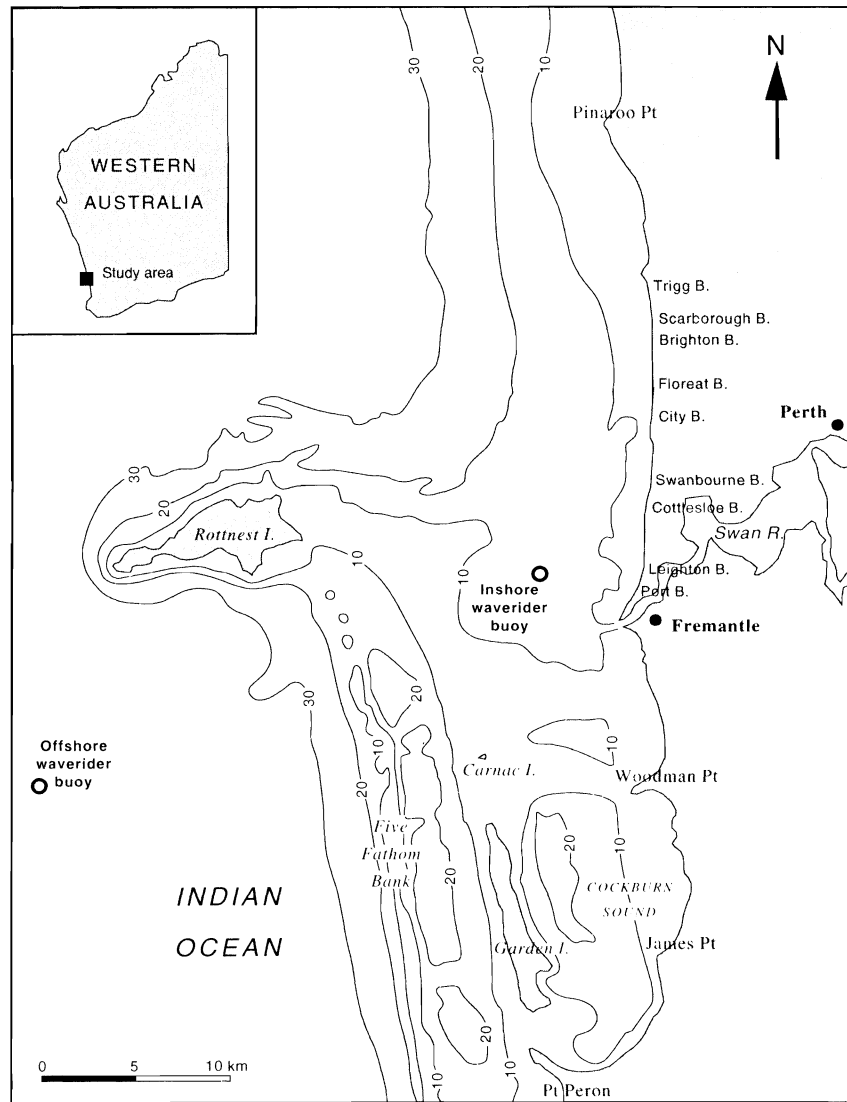 WESTERN
AUSTRALIA
Study area
30
20
10
N
Pinaroo Pt
Trigg B.
Scarborough B.
Brighton B.
Floreat B.
City B.
Perth
Swanbourne B.
Cottlesloe B.
Swan R.
30
20
Rottnest I.
10
10
Inshore
waverider
buoy
Leighton B.
Port B.
Fremantle
30
20
Offshore
waverider
buoy
10
10
Carnac I.
Woodman Pt
20
Five
Fathom
Bank
20
20
10
COCKBURN
SOUND
INDIAN
OCEAN
Garden I.
James Pt
20
0 5 10 km
10
10
Pt Peron